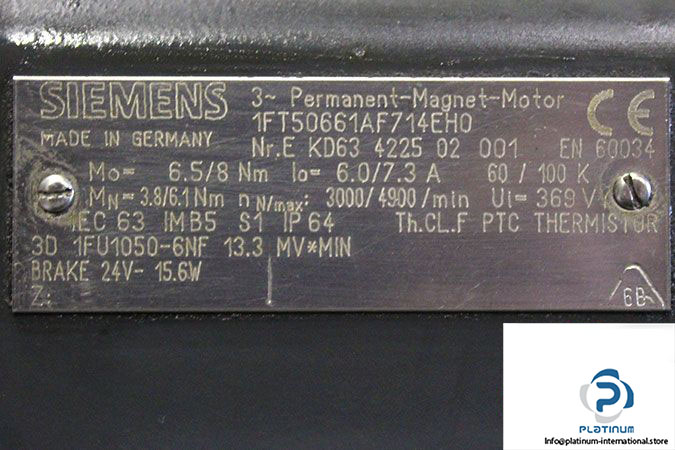 SIEMENS 3~ Permanent-Magnet-Motor CE
1FT50661AF714EH0
MADE IN GERMANY Nr.E KD63 4225 02 001 EN 60034
Mo= 6.5/8 Nm Io= 6.0/7.3 A 60 / 100 K
MN= 3.8/6.1 Nm nN/max: 3000/4900/min Ui= 369 V
IEC 63 IMB5 S1 IP 64 Th.CL.F PTC THERMISTOR
3D 1FU1050-6NF 13.3 MV*MIN
BRAKE 24V- 15.6W
Z: 6B
PLATINUM
Info@platinum-international.store